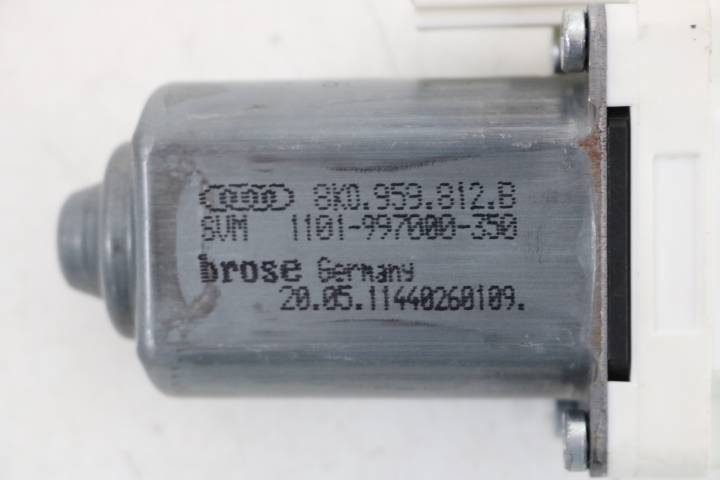 8K0.959.812.B
SVM 1101-997000-350
brose Germany
20.05.11440260109.